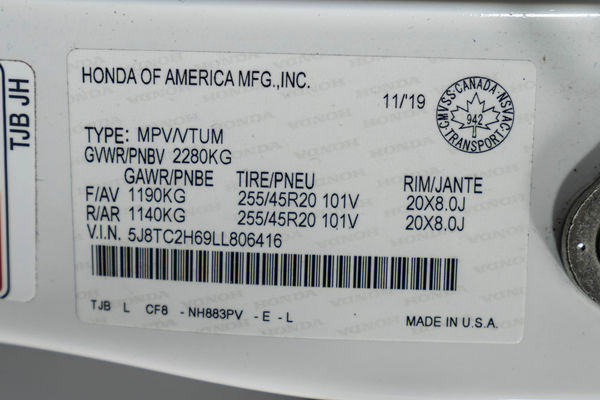 HONDA OF AMERICA MFG.,INC.
11/19
CMVSS-CANADA-NSVAC
942
TRANSPORT
TYPE: MPV/VTUM
GVWR/PNBV 2280KG
GAWR/PNBE TIRE/PNEU RIM/JANTE
F/AV 1190KG 255/45R20 101V 20X8.0J
R/AR 1140KG 255/45R20 101V 20X8.0J
V.I.N. 5J8TC2H69LL806416
TJB L CF8 - NH883PV - E - L
MADE IN U.S.A.
TJB JH